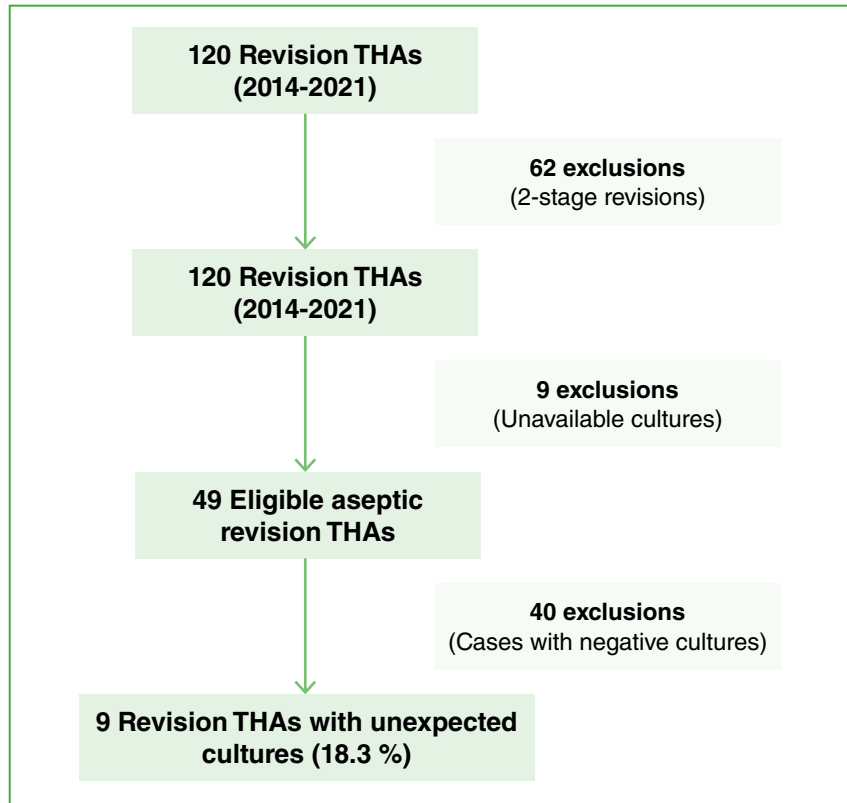 120 Revision THAs
(2014-2021)
62 exclusions
(2-stage revisions)
120 Revision THAs
(2014-2021)
9 exclusions
(Unavailable cultures)
49 Eligible aseptic
revision THAs
40 exclusions
(Cases with negative cultures)
9 Revision THAs with unexpected
cultures (18.3 %)